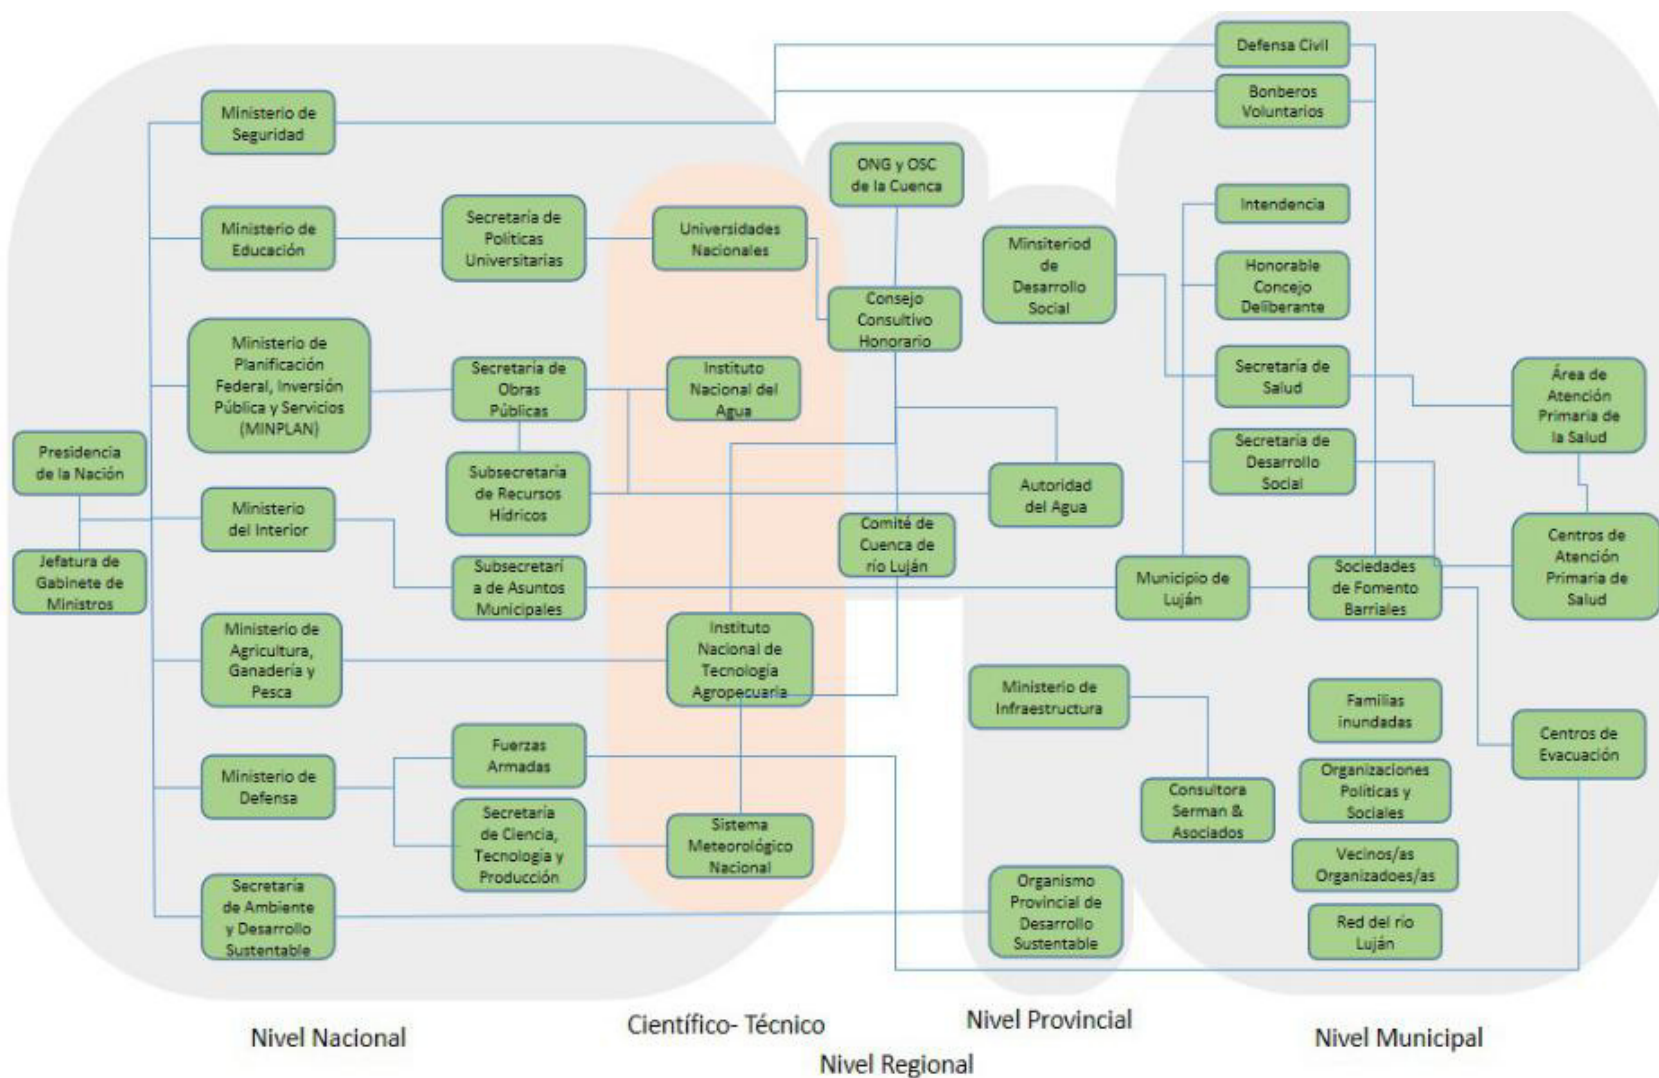 Defensa Civil
Bonberos
Voluntarios
Ministerio de
Seguridad
ONG y OSC
de la Cuenca
Intendencia
Ministerio de
Educación
Secretaría de
Políticas
Universitarias
Universidades
Nacionales
Minsiteriod
de
Desarrollo
Social
Honorable
Concejo
Deliberante
Consejo
Consultivo
Honorario
Ministerio de
Planificación
Federal, Inversión
Pública y Servicios
(MINPLAN)
Secretaría de
Obras
Públicas
Instituto
Nacional del
Agua
Secretaría de
Salud
Área de
Atención
Primaria de
la Salud
Presidencia
de la Nación
Subsecretaria
de Recursos
Hídricos
Autoridad
del Agua
Secretaría de
Desarrollo
Social
Ministerio
del Interior
Comité de
Cuenca de
río Luján
Centros de
Atención
Primaria de
Salud
Jefatura de
Gabinete de
Ministros
Subsecretarí
a de Asuntos
Municipales
Municipio de
Luján
Sociedades
de Fomento
Barriales
Ministerio de
Agricultura,
Ganadería y
Pesca
Instituto
Nacional de
Tecnología
Agropecuaria
Ministerio de
Infraestructura
Familias
inundadas
Centros de
Evacuación
Ministerio de
Defensa
Fuerzas
Armadas
Organizaciones
Políticas y
Sociales
Consultora
Serman &
Asociados
Secretaría
de Ciencia,
Tecnología y
Producción
Sistema
Meteorológico
Nacional
Vecinos/as
Organizadoes/as
Secretaría
de Ambiente
y Desarrollo
Sustentable
Organismo
Provincial de
Desarrollo
Sustentable
Red del río
Luján
Nivel Nacional
Científico- Técnico
Nivel Provincial
Nivel Municipal
Nivel Regional